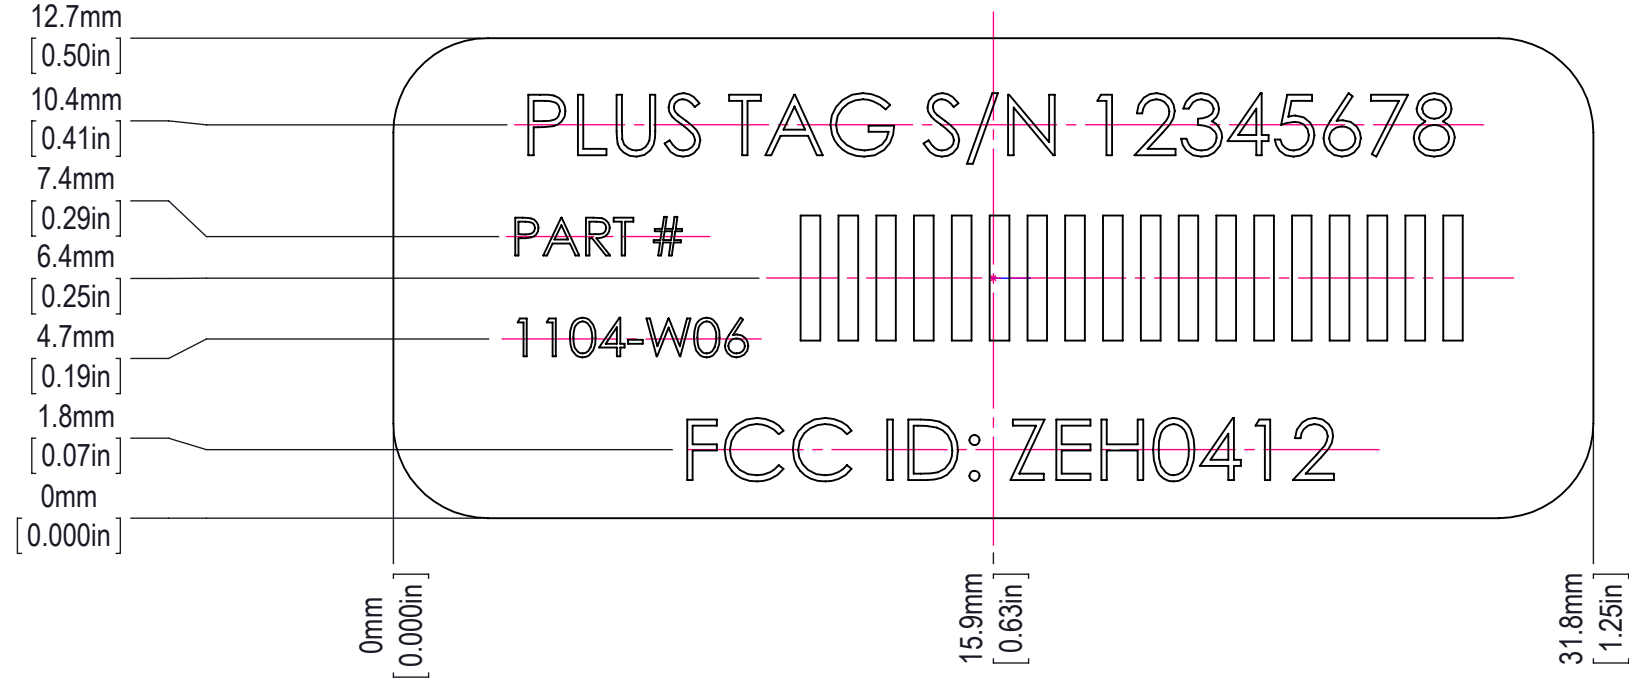 12.7mm
[0.50in]
10.4mm
[0.41in]
7.4mm
[0.29in]
6.4mm
[0.25in]
4.7mm
[0.19in]
1.8mm
[0.07in]
0mm
[0.000in]
PLUS TAG S/N 12345678
PART #
1104-W06
FCC ID: ZEH0412
0mm
[0.000in]
15.9mm
[0.63in]
31.8mm
[1.25in]